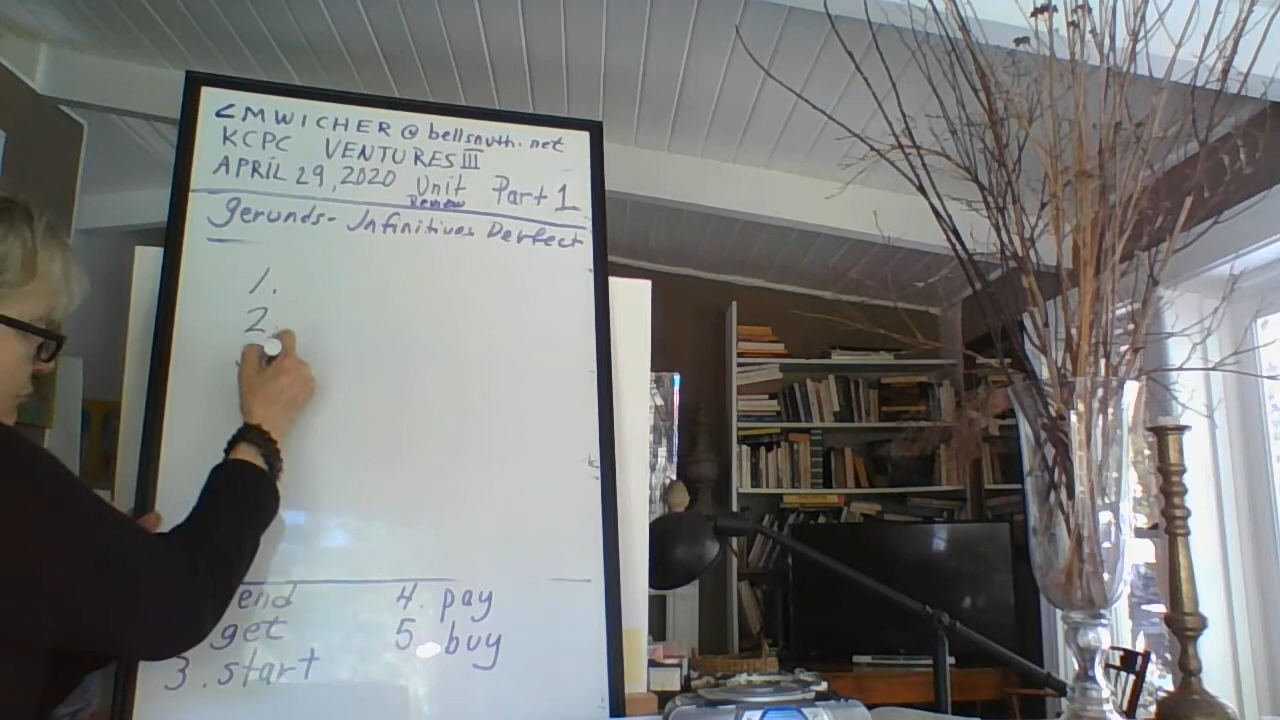 CMWICHER@bellsouth.net
KCPC VENTURES III
APRIL 29, 2020 Unit Review Part 1
gerunds- Infinitives Perfect
1.
2.
end 4. pay
get 5. buy
3. start